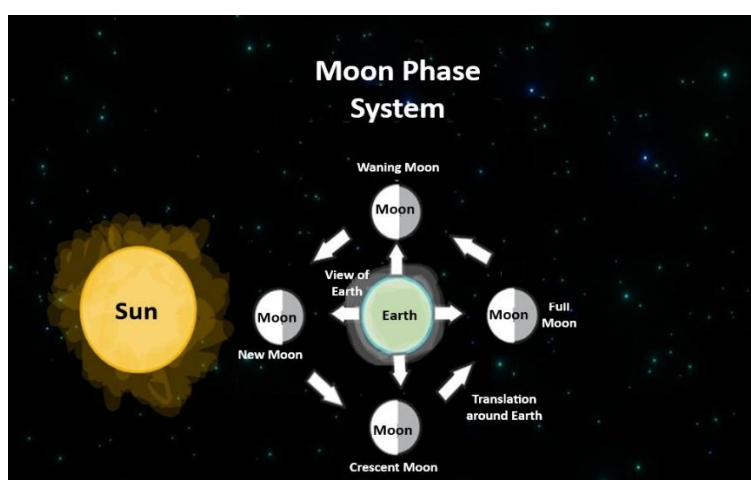 Moon Phase
System
Waning Moon
Moon
View of
Earth
Sun
Moon
Earth
Moon
Full
Moon
New Moon
Translation
around Earth
Moon
Crescent Moon